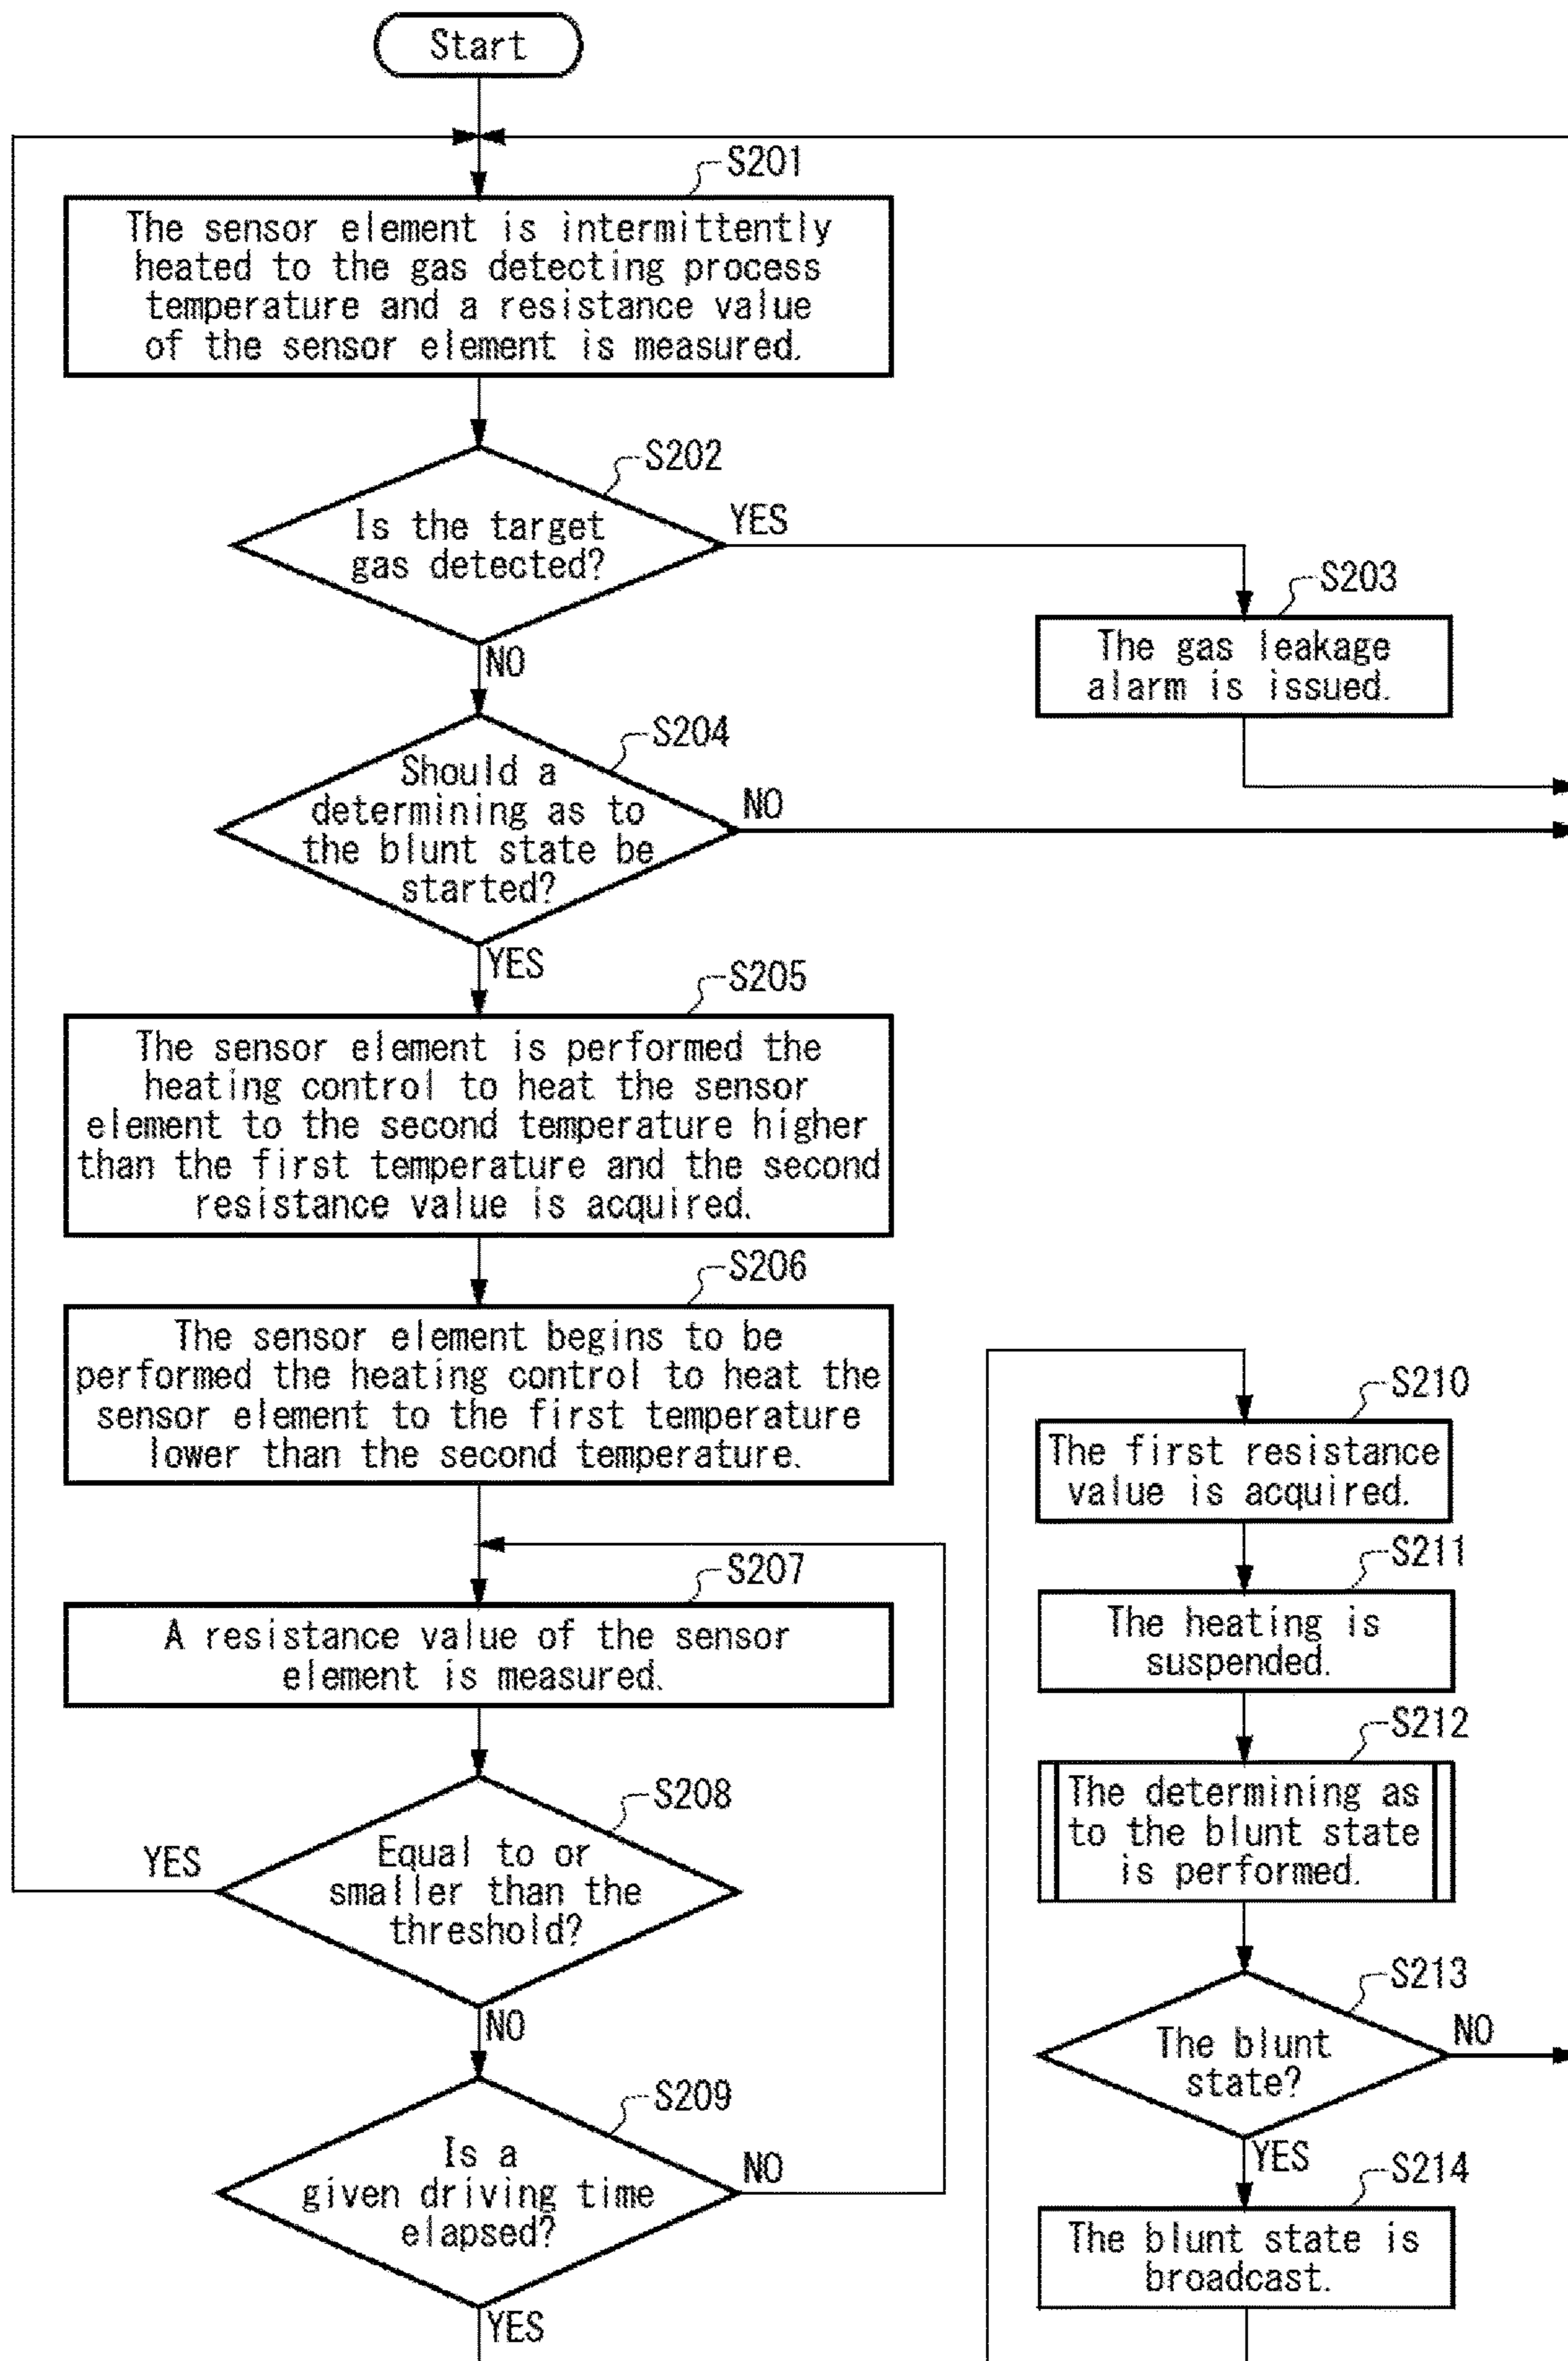 Start
S201
The sensor element is intermittently
heated to the gas detecting process
temperature and a resistance value
of the sensor element is measured.
S202
Is the target
gas detected?
YES
NO
S203
The gas leakage
alarm is issued.
S204
Should a
determining as to
the blunt state be
started?
NO
YES
S205
The sensor element is performed the
heating control to heat the sensor
element to the second temperature higher
than the first temperature and the second
resistance value is acquired.
S206
The sensor element begins to be
performed the heating control to heat the
sensor element to the first temperature
lower than the second temperature.
S207
A resistance value of the sensor
element is measured.
S208
Equal to or
smaller than the
threshold?
YES
NO
S209
Is a
given driving time
elapsed?
NO
YES
S210
The first resistance
value is acquired.
S211
The heating is
suspended.
S212
The determining as
to the blunt state
is performed.
S213
The blunt
state?
NO
YES
S214
The blunt state is
broadcast.